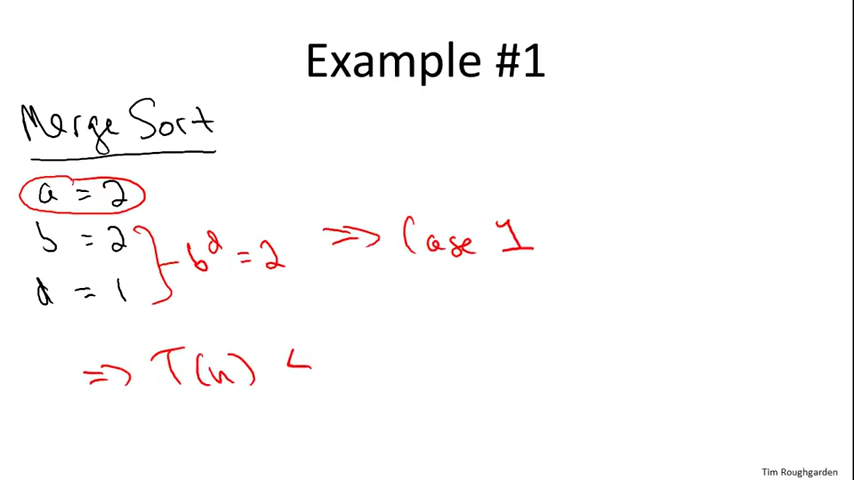 Example #1
Merge Sort
a = 2
b = 2
d = 1
b^d = 2 => Case 1
=> T(n) <
Tim Roughgarden